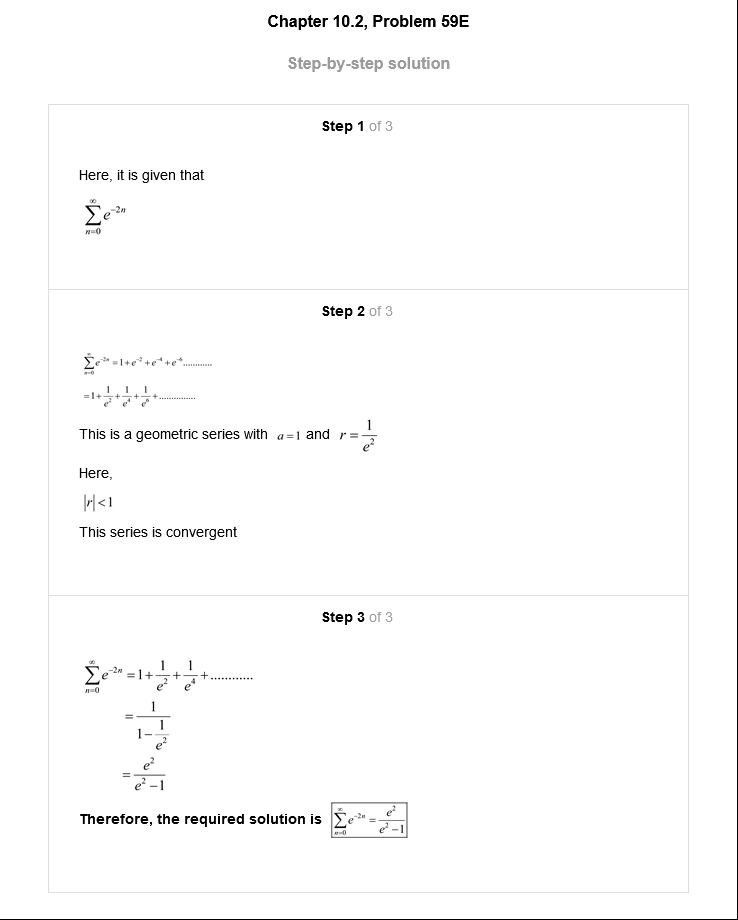 Chapter 10.2, Problem 59E
Step-by-step solution
Step 1 of 3
Here, it is given that
$\sum_{n=0}^{\infty} e^{-2n}$
Step 2 of 3
$\sum_{n=0}^{\infty} e^{-2n} = 1 + e^{-2} + e^{-4} + e^{-6} ............$
$= 1 + \frac{1}{e^2} + \frac{1}{e^4} + \frac{1}{e^6} + ...............$
This is a geometric series with $a = 1$ and $r = \frac{1}{e^2}$
Here,
$|r| < 1$
This series is convergent
Step 3 of 3
$\sum_{n=0}^{\infty} e^{-2n} = 1 + \frac{1}{e^2} + \frac{1}{e^4} + ............$
$= \frac{1}{1 - \frac{1}{e^2}}$
$= \frac{e^2}{e^2 - 1}$
Therefore, the required solution is $\sum_{n=0}^{\infty} e^{-2n} = \frac{e^2}{e^2 - 1}$